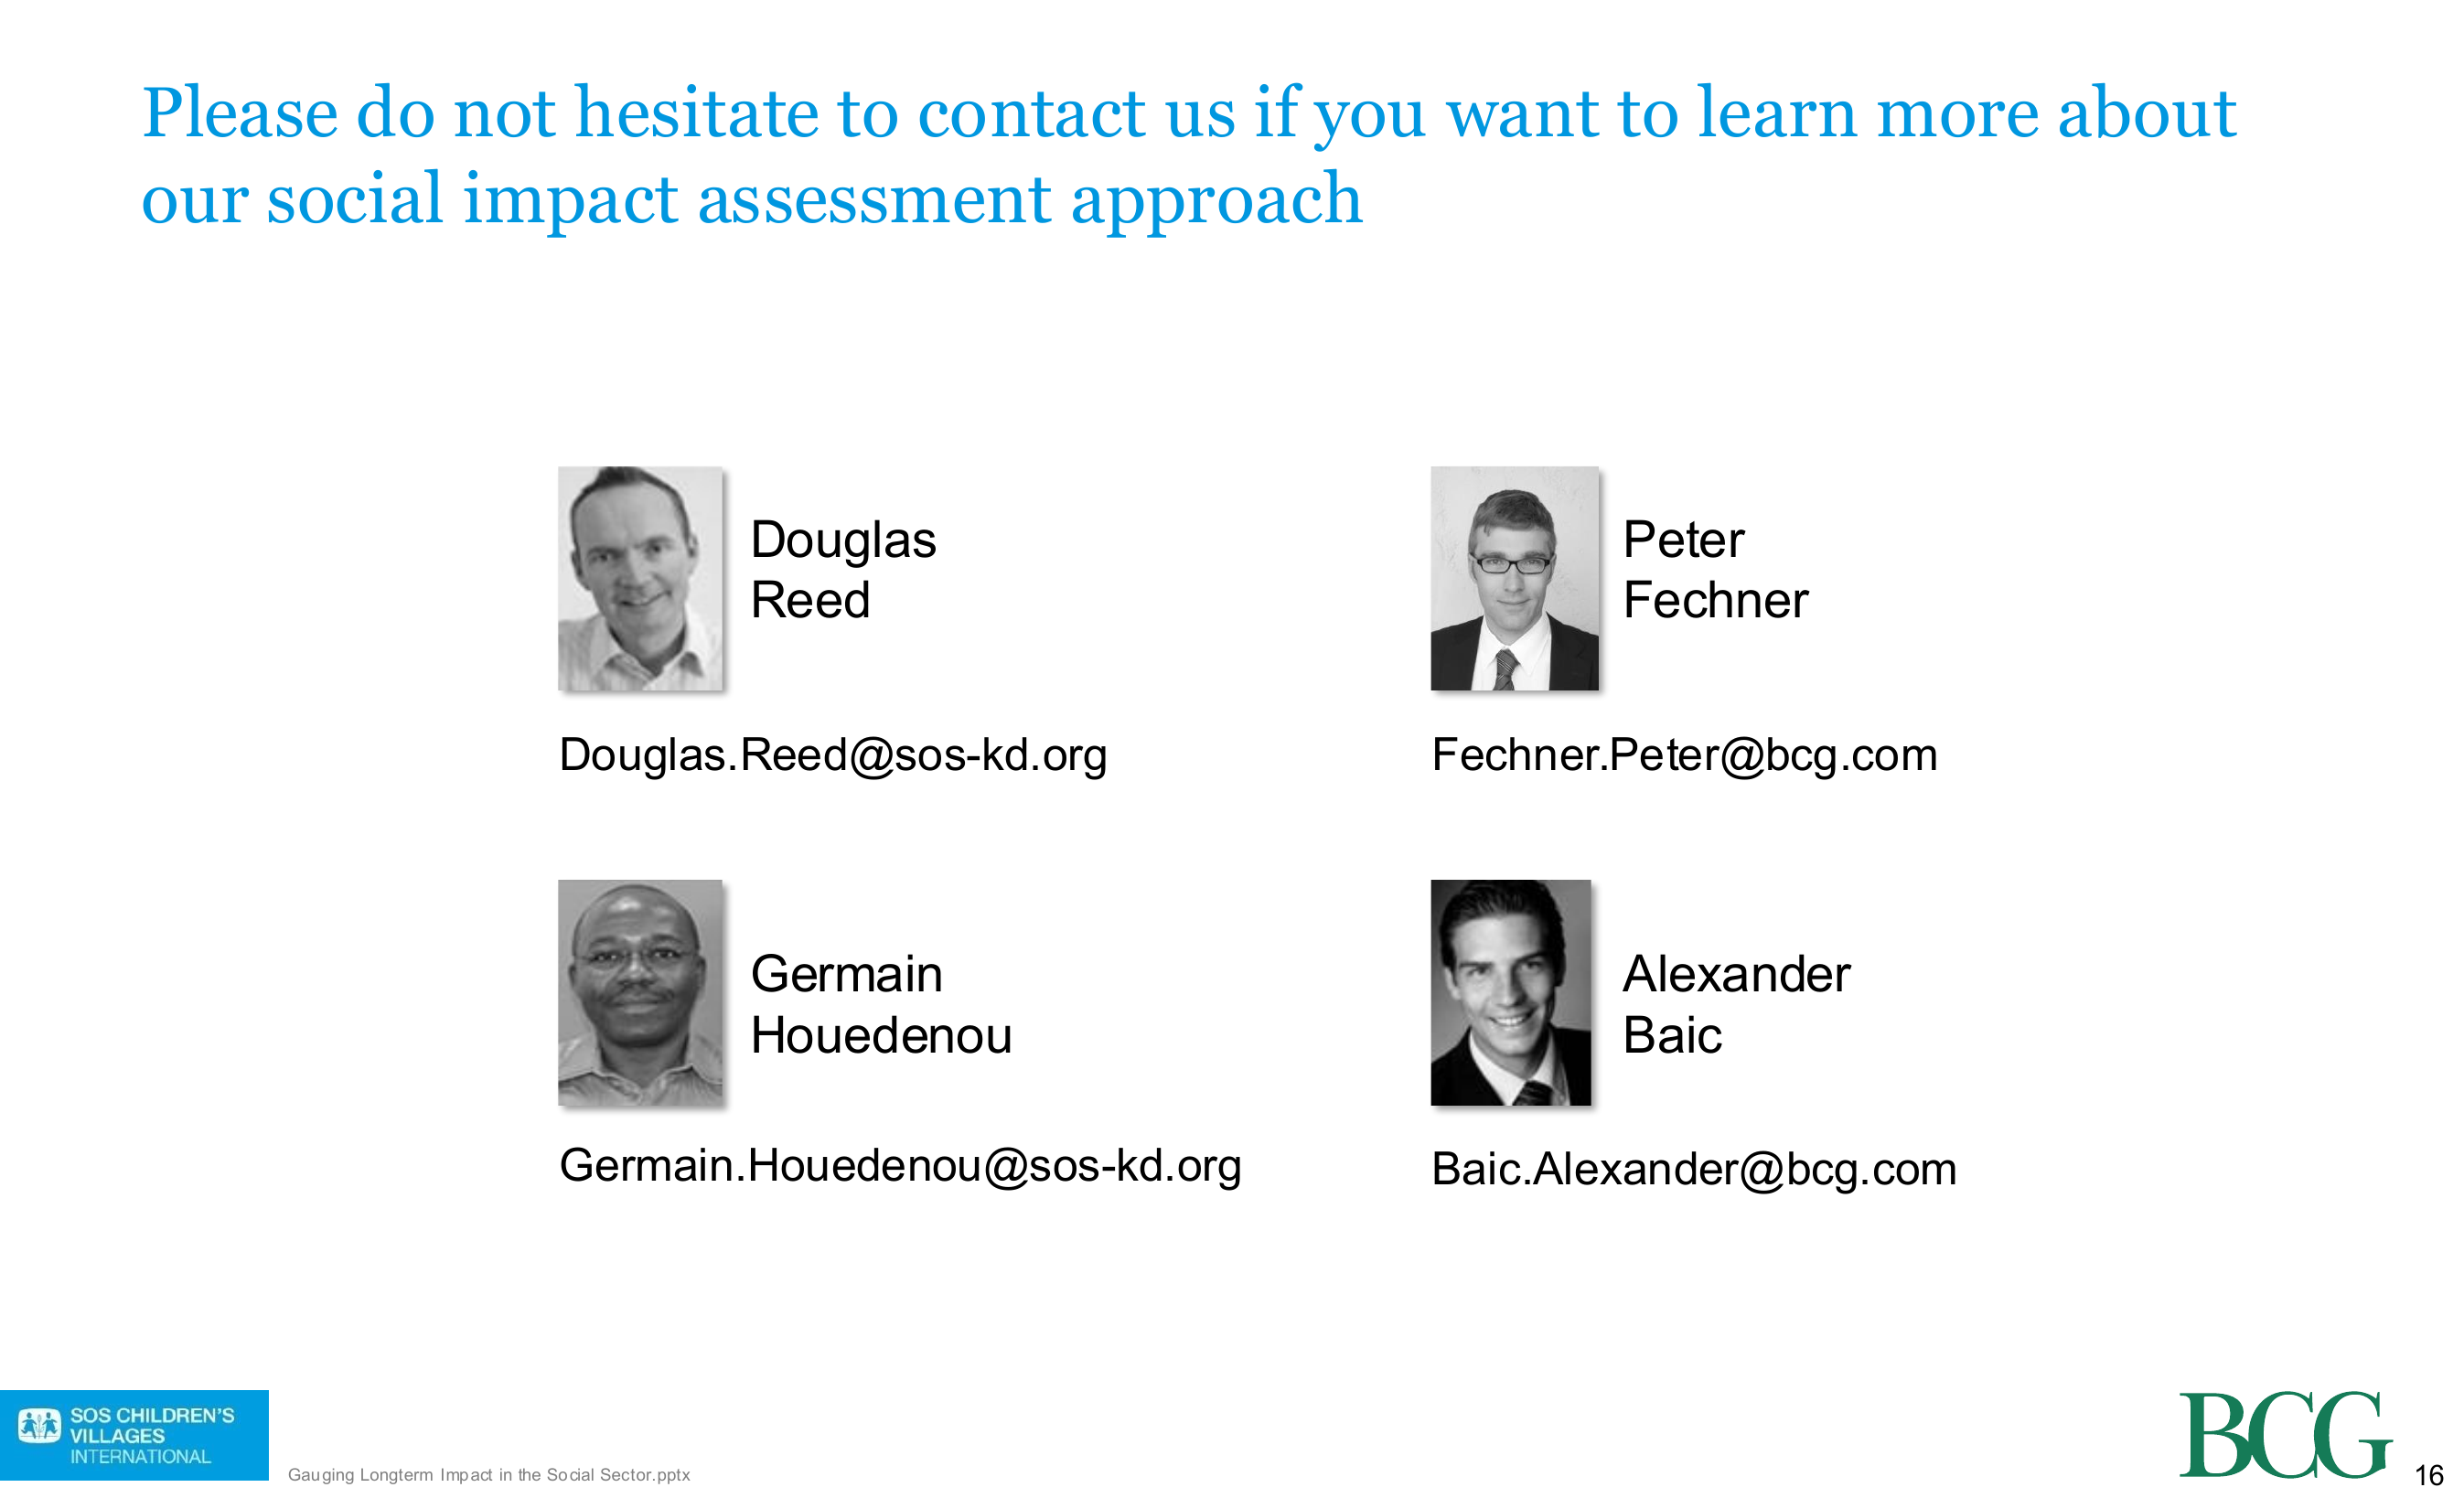 Please do not hesitate to contact us if you want to learn more about
our social impact assessment approach
Douglas
Reed
Douglas.Reed@sos-kd.org
Peter
Fechner
Fechner.Peter@bcg.com
Germain
Houedenou
Germain.Houedenou@sos-kd.org
Alexander
Baic
Baic.Alexander@bcg.com
SOS CHILDREN'S
VILLAGES
INTERNATIONAL
Gauging Longterm Impact in the Social Sector.pptx
BCG
16